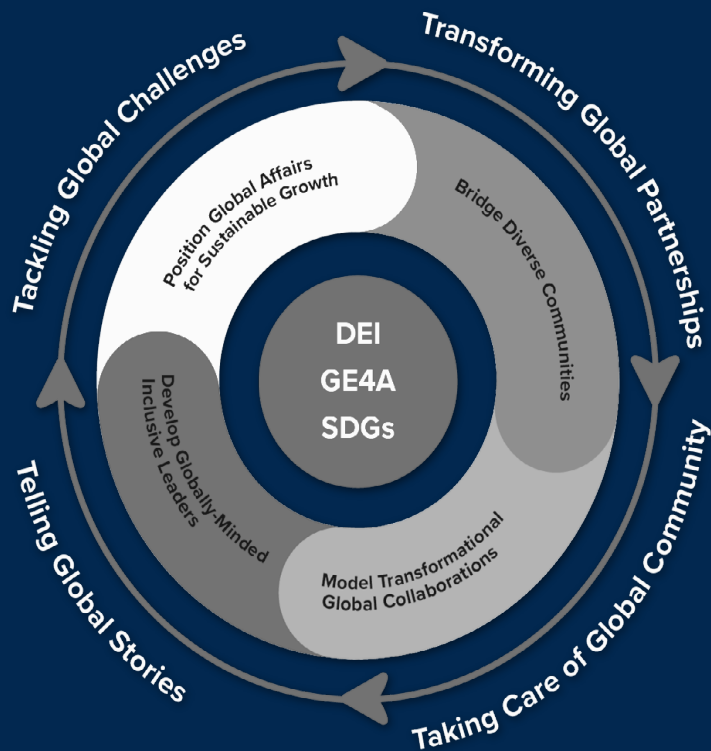 Tackling Global Challenges
Transforming Global Partnerships
Taking Care of Global Community
Telling Global Stories
Position Global Affairs
for Sustainable Growth
Bridge Diverse Communities
Model Transformational
Global Collaborations
Develop Globally-Minded
Inclusive Leaders
DEI
GE4A
SDGs